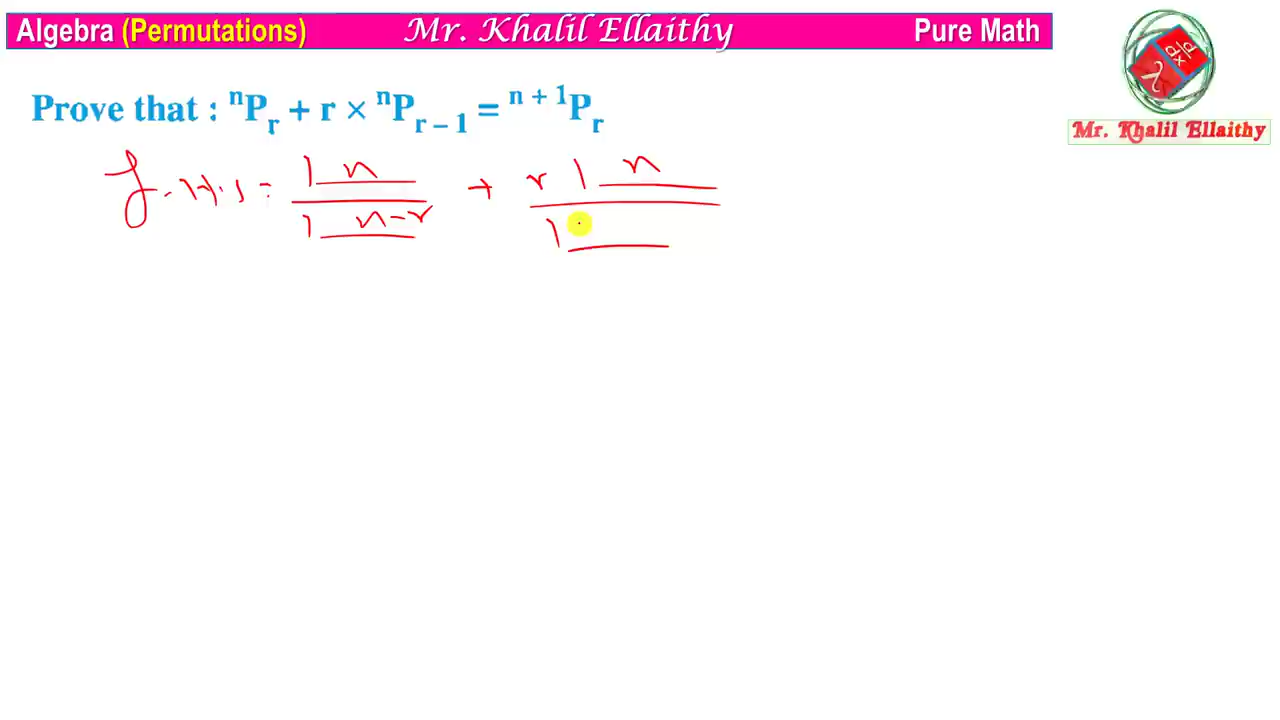 Algebra (Permutations) Mr. Khalil Ellaithy Pure Math
Mr. Khalil Ellaithy
Prove that : ⁿPᵣ + r × ⁿPᵣ₋₁ = ⁿ⁺¹Pᵣ
L.H.S = |n / |n-r + r |n / |